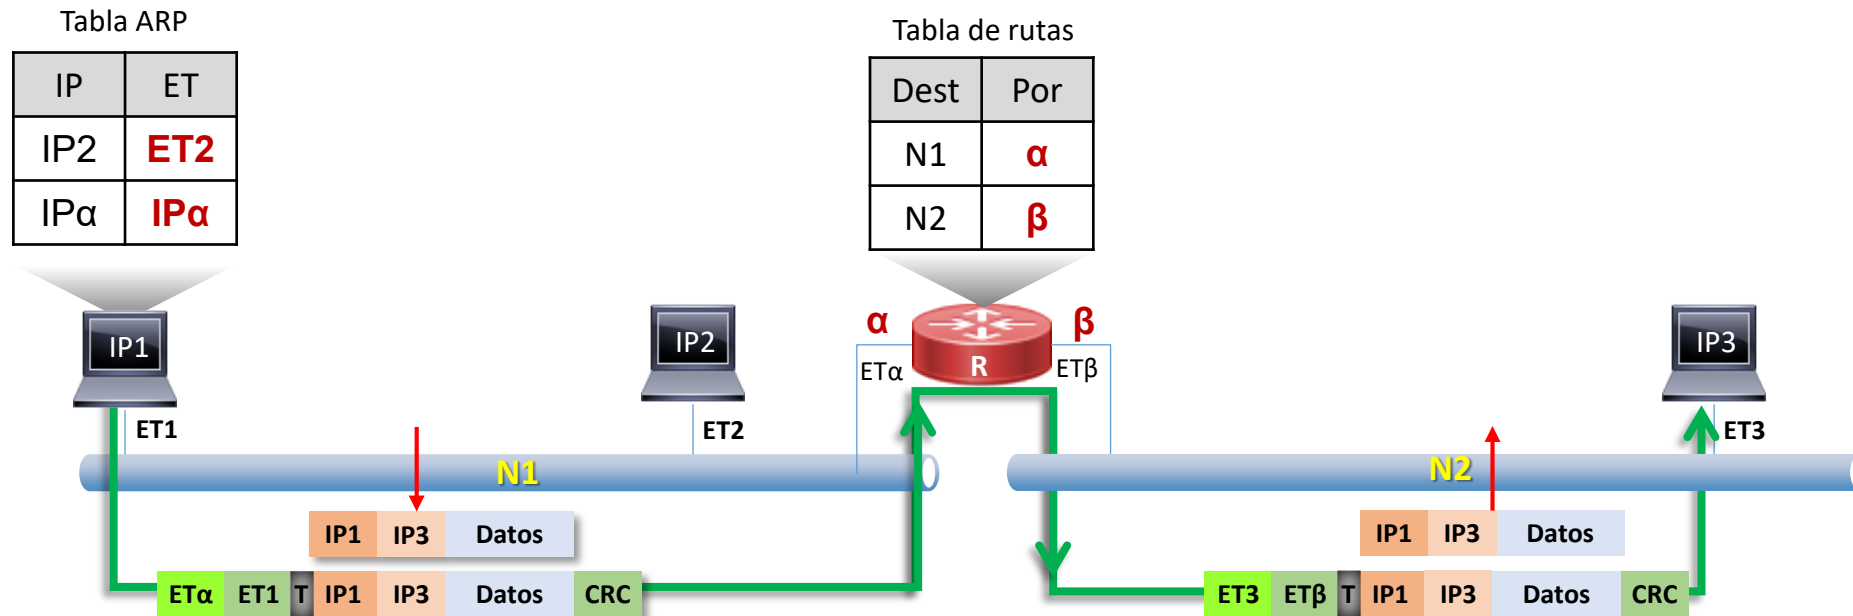 Tabla ARP
IP ET
IP2 ET2
IPα IPα
Tabla de rutas
Dest Por
N1 α
N2 β
IP1
IP2
α
β
R
IP3
ETα
ETβ
ET1
ET2
ET3
N1
N2
IP1 IP3 Datos
IP1 IP3 Datos
ETα ET1 T IP1 IP3 Datos CRC
ET3 ETβ T IP1 IP3 Datos CRC